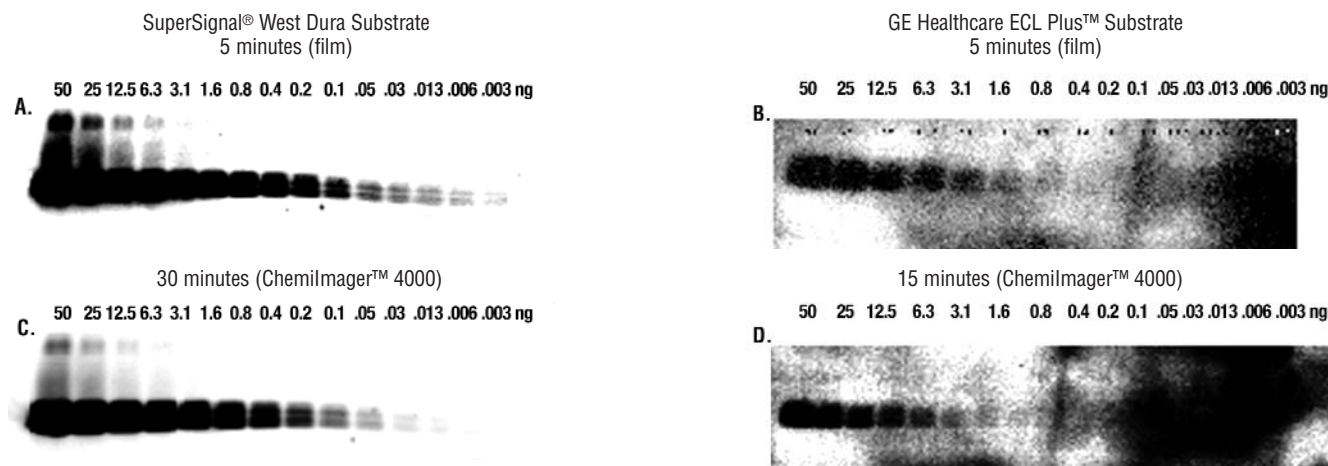 SuperSignal® West Dura Substrate
5 minutes (film)
50 25 12.5 6.3 3.1 1.6 0.8 0.4 0.2 0.1 .05 .03 .013 .006 .003 ng
A.
GE Healthcare ECL Plus™ Substrate
5 minutes (film)
50 25 12.5 6.3 3.1 1.6 0.8 0.4 0.2 0.1 .05 .03 .013 .006 .003 ng
B.
30 minutes (ChemiImager™ 4000)
50 25 12.5 6.3 3.1 1.6 0.8 0.4 0.2 0.1 .05 .03 .013 .006 .003 ng
C.
15 minutes (ChemiImager™ 4000)
50 25 12.5 6.3 3.1 1.6 0.8 0.4 0.2 0.1 .05 .03 .013 .006 .003 ng
D.